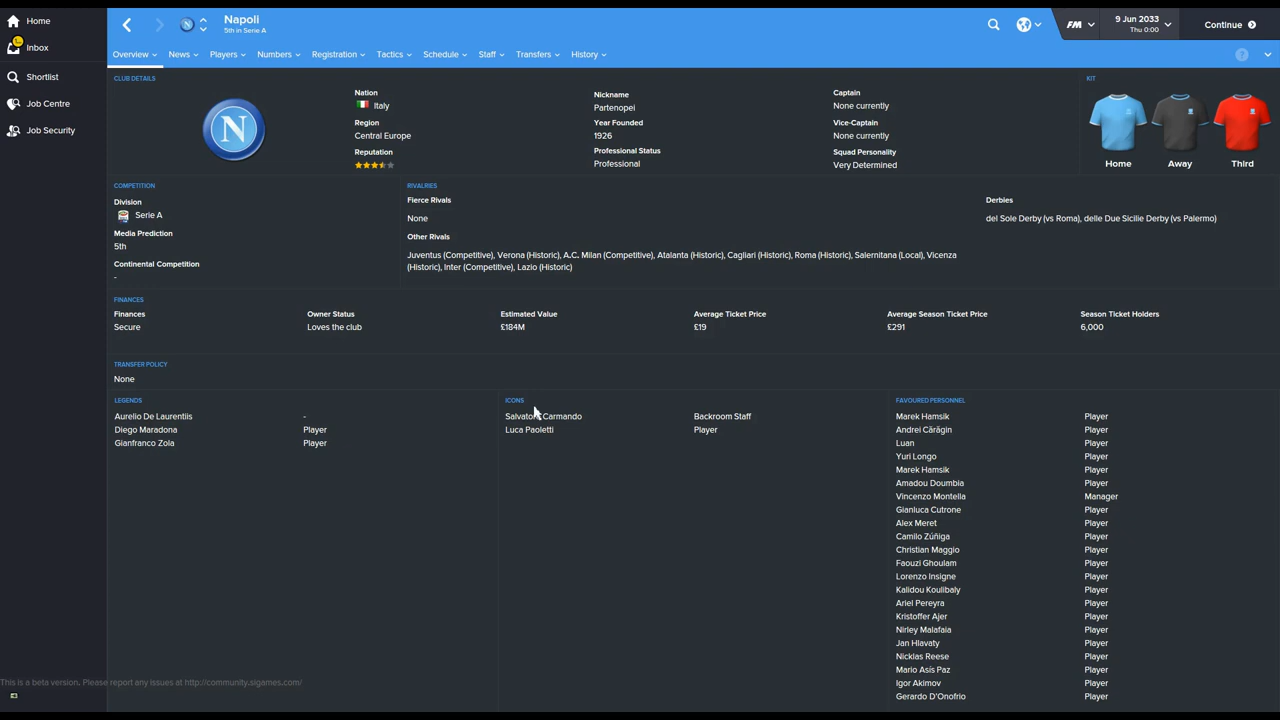 Home
Inbox
Shortlist
Job Centre
Job Security
Napoli
5th in Serie A
FM
9 Jun 2033
Thu 0:00
Continue
Overview
News
Players
Numbers
Registration
Tactics
Schedule
Staff
Transfers
History
?
CLUB DETAILS
N
Nation
Italy
Region
Central Europe
Reputation
Nickname
Partenopei
Year Founded
1926
Professional Status
Professional
Captain
None currently
Vice-Captain
None currently
Squad Personality
Very Determined
KIT
Home
Away
Third
COMPETITION
Division
Serie A
Media Prediction
5th
Continental Competition
-
RIVALRIES
Fierce Rivals
None
Other Rivals
Juventus (Competitive), Verona (Historic), A.C. Milan (Competitive), Atalanta (Historic), Cagliari (Historic), Roma (Historic), Salernitana (Local), Vicenza
(Historic), Inter (Competitive), Lazio (Historic)
Derbies
del Sole Derby (vs Roma), delle Due Sicilie Derby (vs Palermo)
FINANCES
Finances
Secure
Owner Status
Loves the club
Estimated Value
£184M
Average Ticket Price
£19
Average Season Ticket Price
£291
Season Ticket Holders
6,000
TRANSFER POLICY
None
LEGENDS
Aurelio De Laurentiis -
Diego Maradona Player
Gianfranco Zola Player
ICONS
Salvatore Carmando Backroom Staff
Luca Paoletti Player
FAVOURED PERSONNEL
Marek Hamsik Player
Andrei Cărăgin Player
Luan Player
Yuri Longo Player
Marek Hamsik Player
Amadou Doumbia Player
Vincenzo Montella Manager
Gianluca Cutrone Player
Alex Meret Player
Camilo Zúñiga Player
Christian Maggio Player
Faouzi Ghoulam Player
Lorenzo Insigne Player
Kalidou Koulibaly Player
Ariel Pereyra Player
Kristoffer Ajer Player
Nirley Malafaia Player
Jan Hlavaty Player
Nicklas Reese Player
Mario Asís Paz Player
Igor Akimov Player
Gerardo D'Onofrio Player
This is a beta version. Please report any issues at http://community.sigames.com/